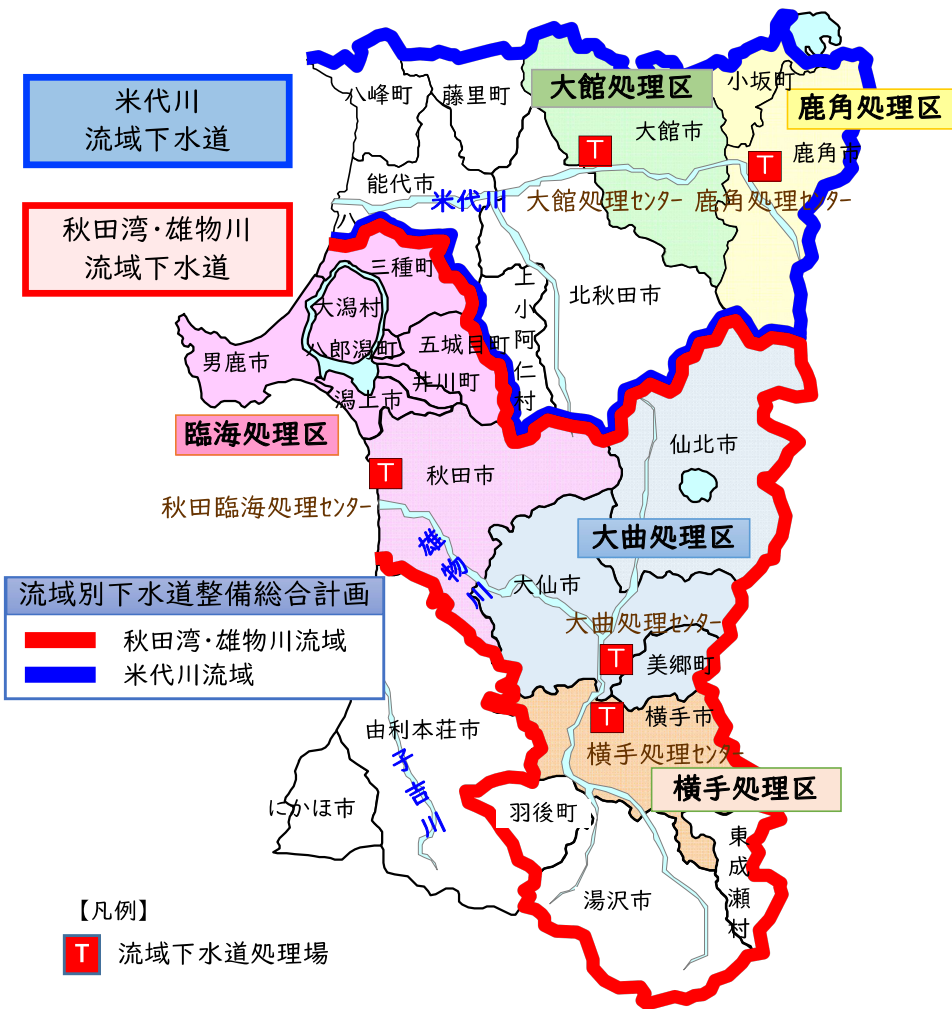 米代川
流域下水道
秋田湾・雄物川
流域下水道
八峰町
藤里町
大館処理区
小坂町
鹿角処理区
大館市
T
T
鹿角市
能代市
米代川
大館処理センター
鹿角処理センター
八
三種町
上小阿仁村
北秋田市
大潟村
八郎潟町
五城目町
男鹿市
井川町
潟上市
臨海処理区
仙北市
T
秋田市
秋田臨海処理センター
雄物川
大曲処理区
流域別下水道整備総合計画
秋田湾・雄物川流域
米代川流域
大仙市
大曲処理センター
T
美郷町
T
横手市
由利本荘市
子吉川
横手処理センター
横手処理区
にかほ市
羽後町
東成瀬村
湯沢市
【凡例】
T
流域下水道処理場